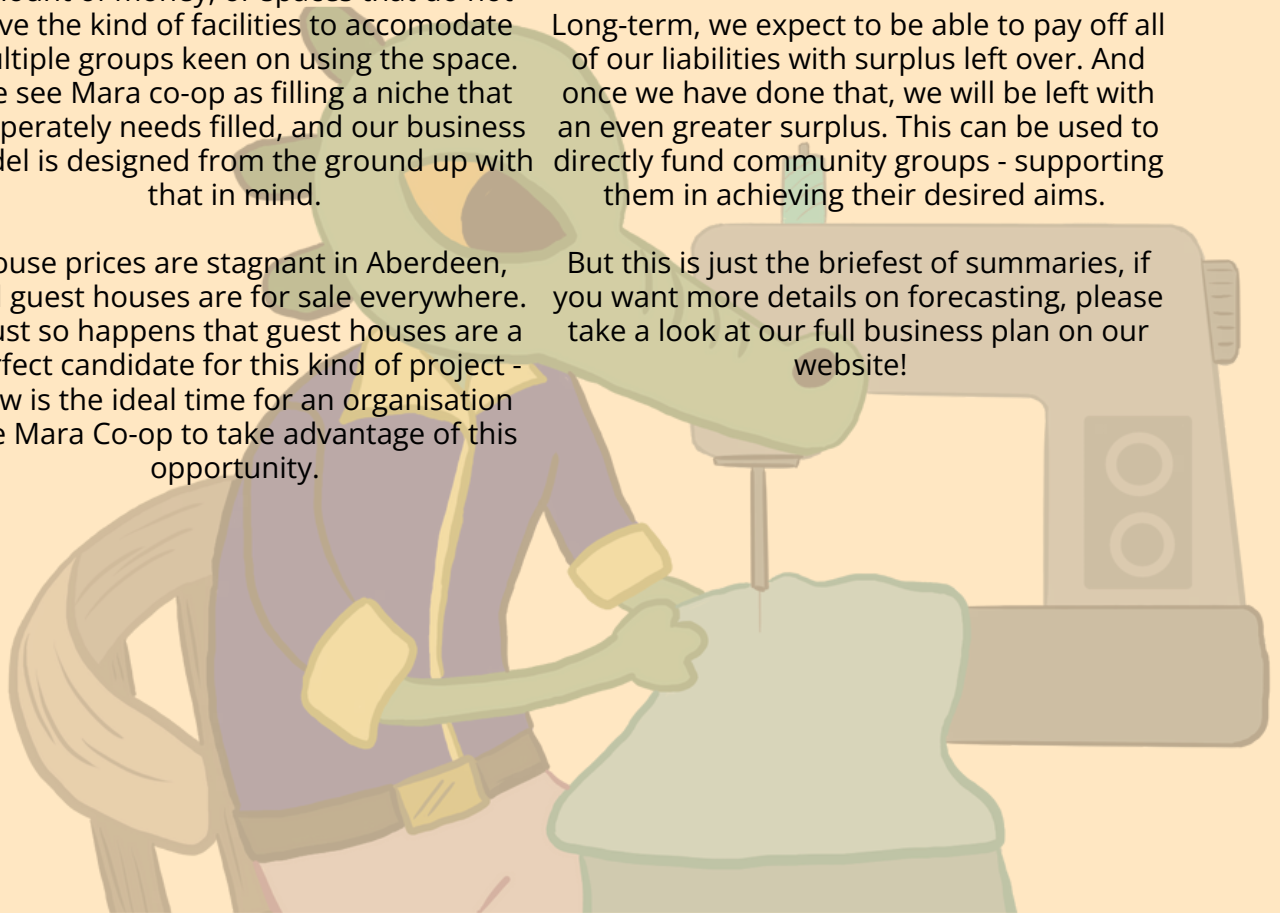 ve the kind of facilities to accomodate
ltiple groups keen on using the space.
e see Mara co-op as filling a niche that
perately needs filled, and our business
del is designed from the ground up with
that in mind.
ouse prices are stagnant in Aberdeen,
guest houses are for sale everywhere.
ust so happens that guest houses are a
rfect candidate for this kind of project -
w is the ideal time for an organisation
e Mara Co-op to take advantage of this
opportunity.
Long-term, we expect to be able to pay off all
of our liabilities with surplus left over. And
once we have done that, we will be left with
an even greater surplus. This can be used to
directly fund community groups - supporting
them in achieving their desired aims.
But this is just the briefest of summaries, if
you want more details on forecasting, please
take a look at our full business plan on our
website!